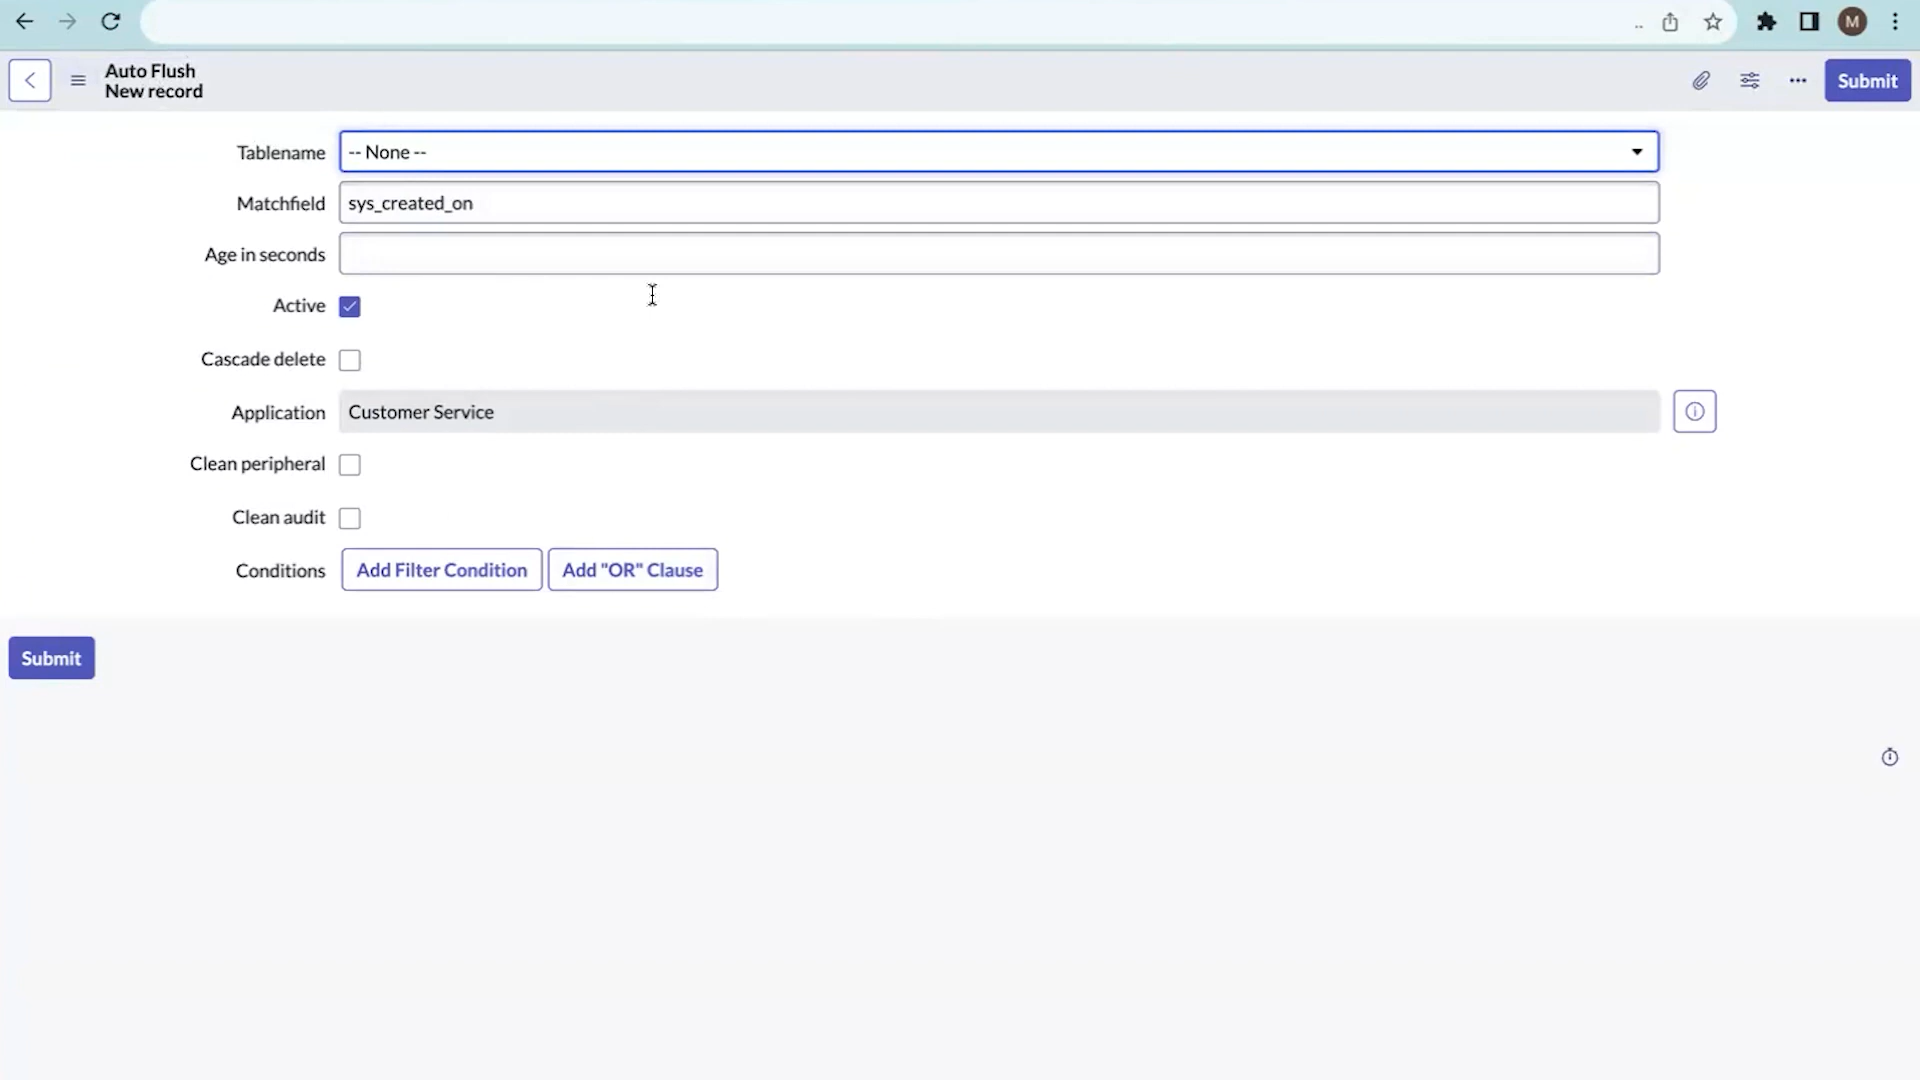 M
Auto Flush
New record
Submit
Tablename -- None --
Matchfield sys_created_on
Age in seconds
Active
Cascade delete
Application Customer Service
Clean peripheral
Clean audit
Conditions Add Filter Condition Add "OR" Clause
Submit